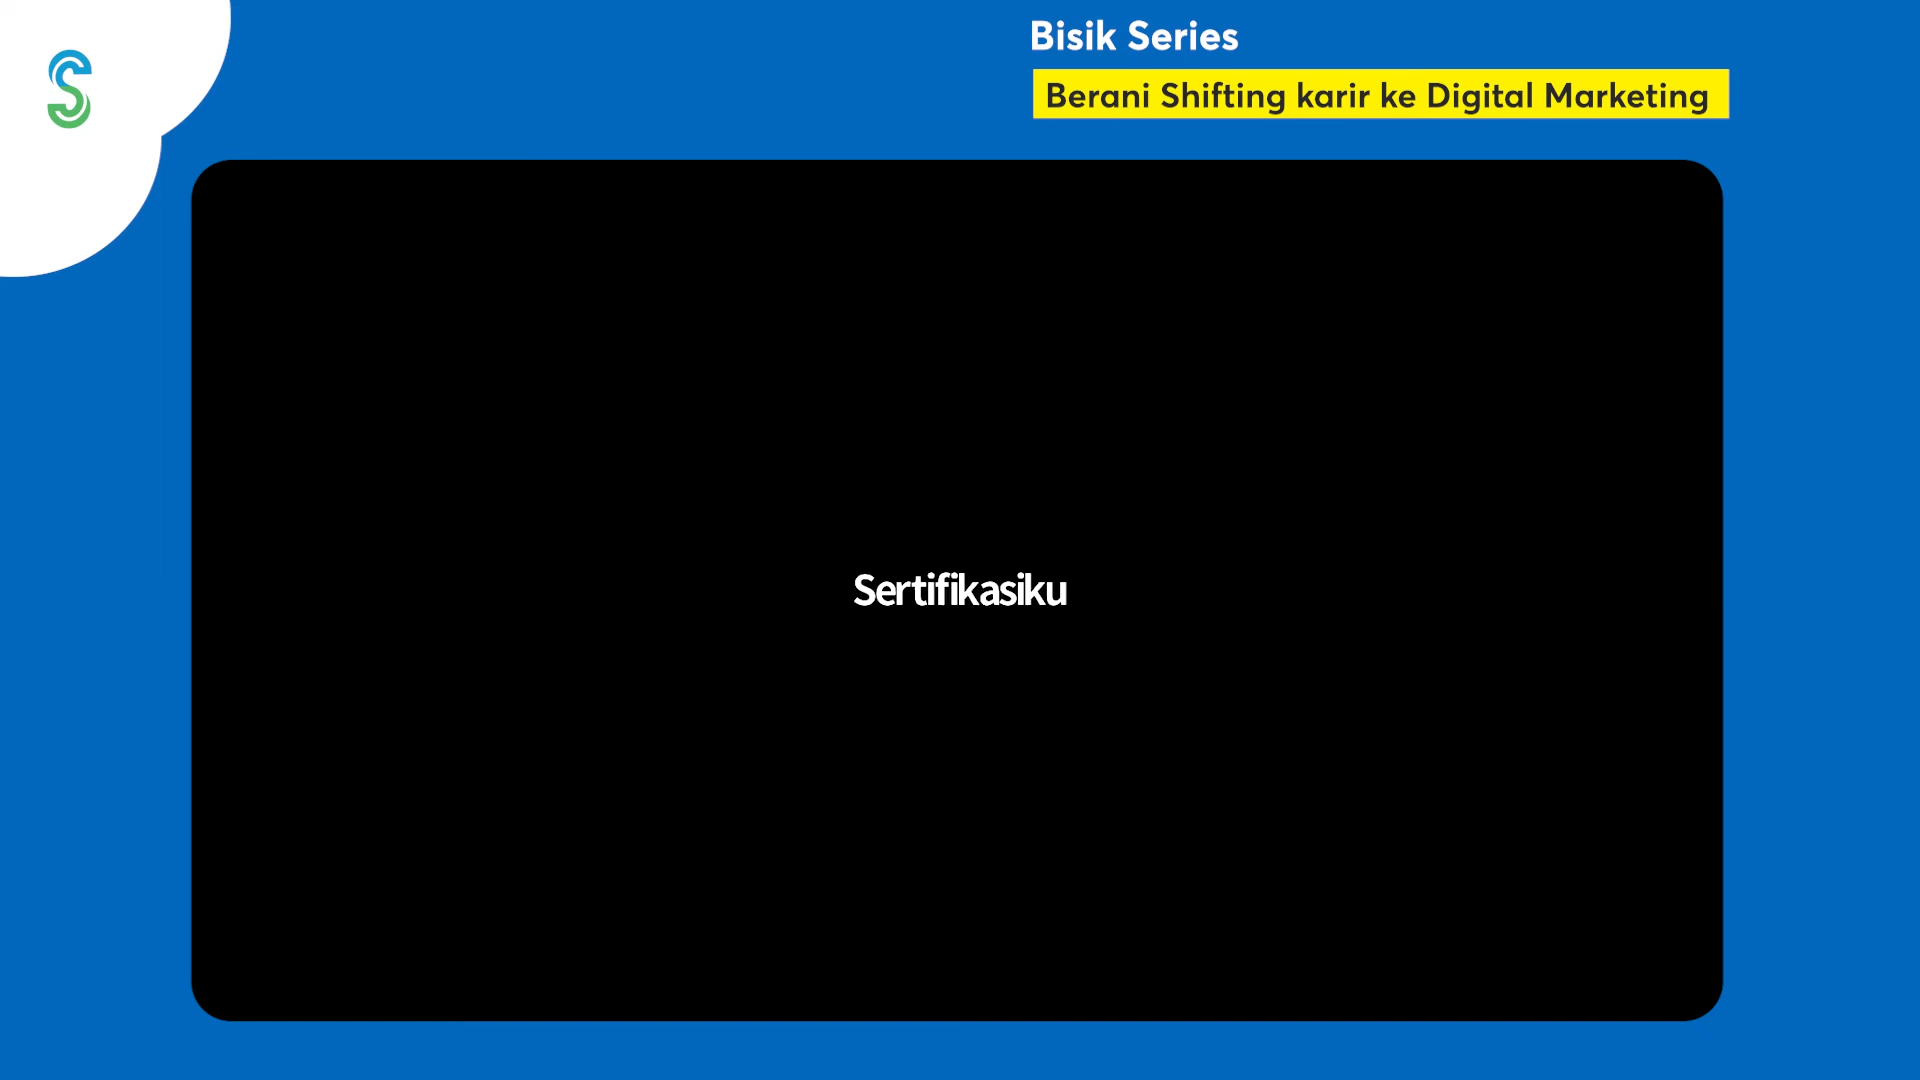 Bisik Series
Berani Shifting karir ke Digital Marketing
Sertifikasiku